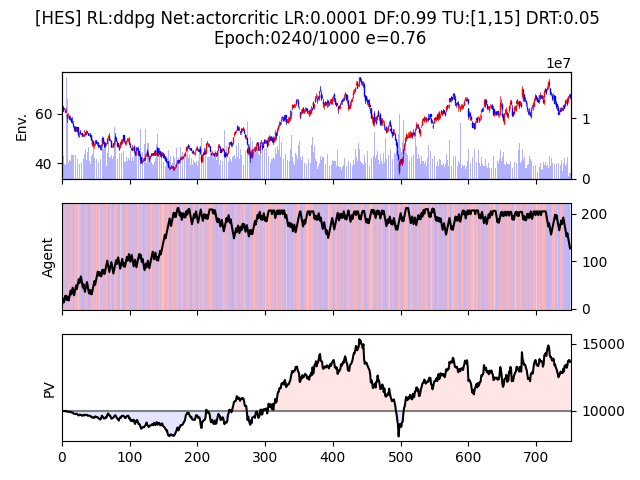 [HES] RL:ddpg Net:actorcritic LR:0.0001 DF:0.99 TU:[1,15] DRT:0.05
Epoch:0240/1000 e=0.76
1e7
Env.
60
40
1
0
Agent
200
100
0
PV
15000
10000
0 100 200 300 400 500 600 700